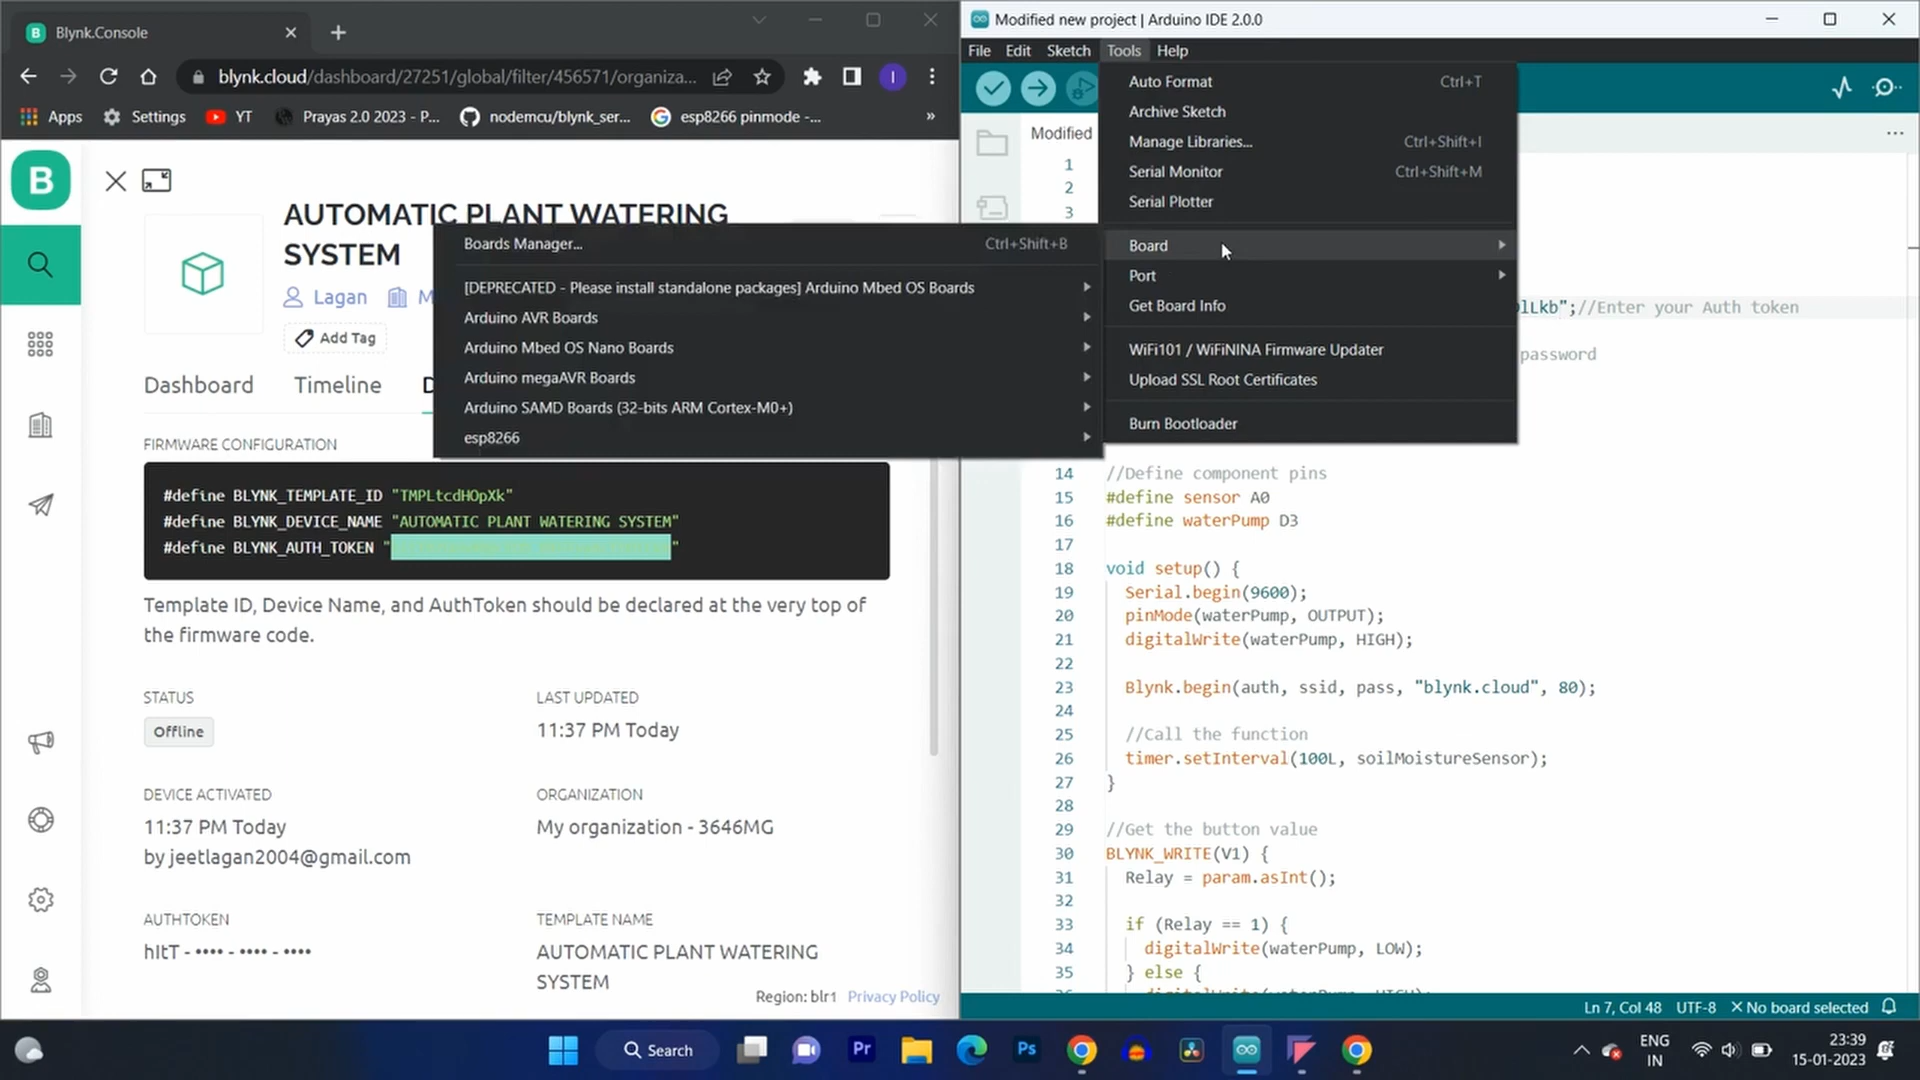 Blynk.Console
blynk.cloud/dashboard/27251/global/filter/456571/organiza...
Apps
Settings
YT
Prayas 2.0 2023 - P...
nodemcu/blynk_ser...
esp8266 pinmode -...
»
B
AUTOMATIC PLANT WATERING
SYSTEM
Lagan
M
Add Tag
Dashboard
Timeline
D
FIRMWARE CONFIGURATION
#define BLYNK_TEMPLATE_ID "TMPLtcdHOpXk"
#define BLYNK_DEVICE_NAME "AUTOMATIC PLANT WATERING SYSTEM"
#define BLYNK_AUTH_TOKEN " "
Template ID, Device Name, and AuthToken should be declared at the very top of
the firmware code.
STATUS
Offline
LAST UPDATED
11:37 PM Today
DEVICE ACTIVATED
11:37 PM Today
by jeetlagan2004@gmail.com
ORGANIZATION
My organization - 3646MG
AUTHTOKEN
hItT - •••• - •••• - ••••
TEMPLATE NAME
AUTOMATIC PLANT WATERING
SYSTEM
Region: blr1 Privacy Policy
Modified new project | Arduino IDE 2.0.0
File Edit Sketch Tools Help
Modified
Auto Format Ctrl+T
Archive Sketch
Manage Libraries... Ctrl+Shift+I
Serial Monitor Ctrl+Shift+M
Serial Plotter
Board
Port
Get Board Info
WiFi101 / WiFiNINA Firmware Updater
Upload SSL Root Certificates
Burn Bootloader
Boards Manager... Ctrl+Shift+B
[DEPRECATED - Please install standalone packages] Arduino Mbed OS Boards
Arduino AVR Boards
Arduino Mbed OS Nano Boards
Arduino megaAVR Boards
Arduino SAMD Boards (32-bits ARM Cortex-M0+)
esp8266
1
2
3
lLkb";//Enter your Auth token
password
14 //Define component pins
15 #define sensor A0
16 #define waterPump D3
17
18 void setup() {
19 Serial.begin(9600);
20 pinMode(waterPump, OUTPUT);
21 digitalWrite(waterPump, HIGH);
22
23 Blynk.begin(auth, ssid, pass, "blynk.cloud", 80);
24
25 //Call the function
26 timer.setInterval(100L, soilMoistureSensor);
27 }
28
29 //Get the button value
30 BLYNK_WRITE(V1) {
31 Relay = param.asInt();
32
33 if (Relay == 1) {
34 digitalWrite(waterPump, LOW);
35 } else {
Ln 7, Col 48 UTF-8 No board selected
Search
Pr
Ps
ENG
IN
23:39
15-01-2023